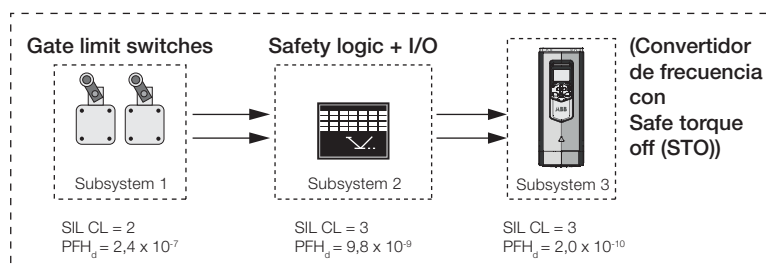 Gate limit switches
Safety logic + I/O
(Convertidor
de frecuencia
con
Safe torque
off (STO))
ABB
Subsystem 1
Subsystem 2
Subsystem 3
SIL CL = 2
PFHd = 2,4 x 10-7
SIL CL = 3
PFHd = 9,8 x 10-9
SIL CL = 3
PFHd = 2,0 x 10-10